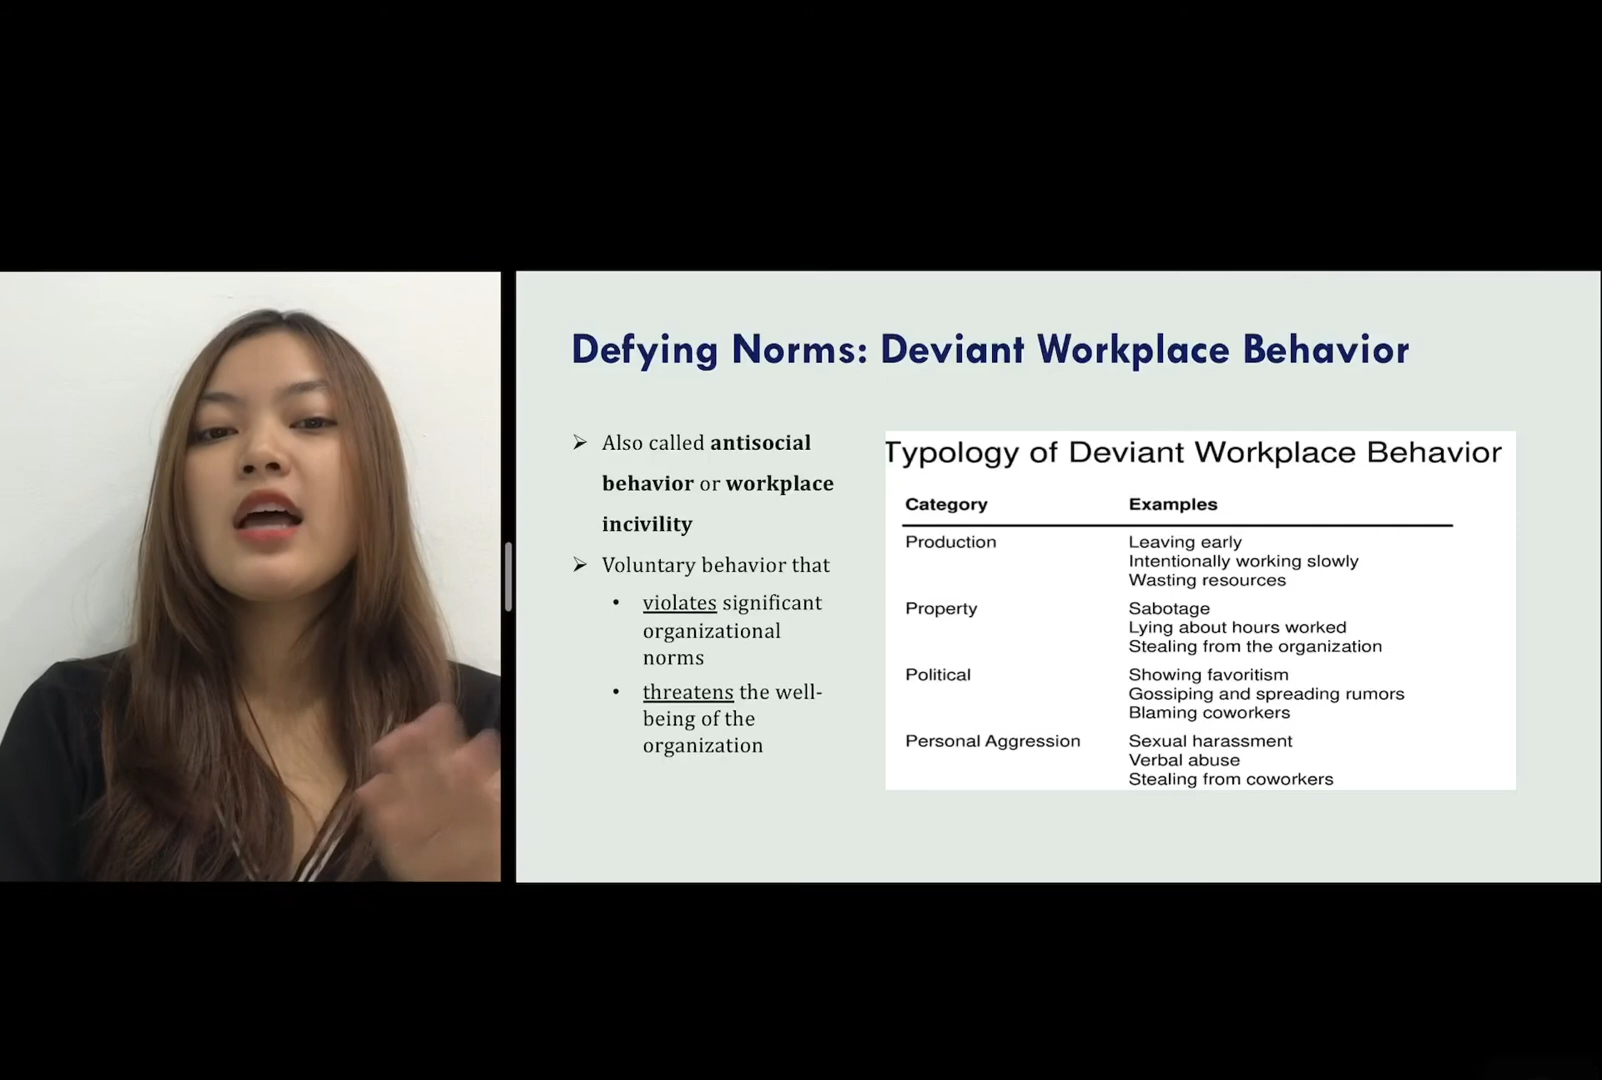 Defying Norms: Deviant Workplace Behavior
Also called antisocial
behavior or workplace
incivility
Voluntary behavior that
violates significant
organizational
norms
threatens the well-
being of the
organization
Typology of Deviant Workplace Behavior
Category Examples
Production Leaving early
Intentionally working slowly
Wasting resources
Property Sabotage
Lying about hours worked
Stealing from the organization
Political Showing favoritism
Gossiping and spreading rumors
Blaming coworkers
Personal Aggression Sexual harassment
Verbal abuse
Stealing from coworkers